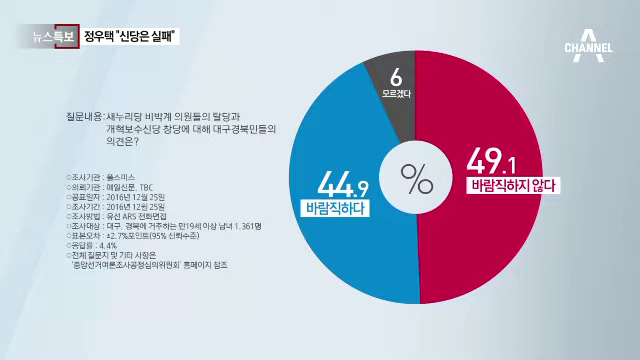 뉴스특보
정우택 "신당은 실패"
CHANNEL A
질문내용: 새누리당 비박계 의원들의 탈당과
개혁보수신당 창당에 대해 대구경북민들의
의견은?
○조사기관 : 폴스미스
○의뢰기관 : 매일신문, TBC
○공표일자 : 2016년 12월 25일
○조사기간 : 2016년 12월 25일
○조사방법 : 유선 ARS 전화면접
○조사대상 : 대구, 경북에 거주하는 만19세 이상 남녀 1,361명
○표본오차 : ±2.7%포인트(95% 신뢰수준)
○응답률 : 4.4%
○전체 질문지 및 기타 사항은
'중앙선거여론조사공정심의위원회' 홈페이지 참조
6
모르겠다
%
49.1
바람직하지 않다
44.9
바람직하다